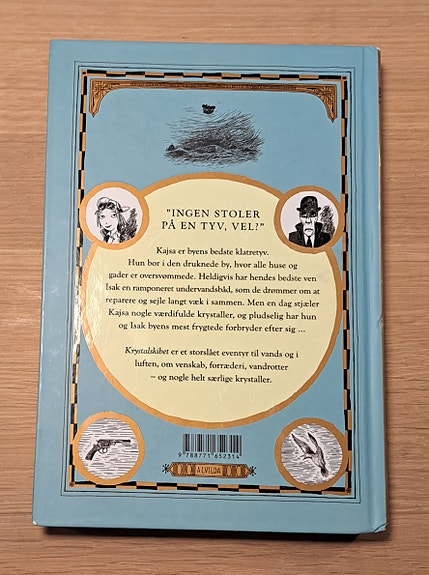 "INGEN STOLER
PÅ EN TYV, VEL?"
Kajsa er byens bedste klatretyv.
Hun bor i den druknede by, hvor alle huse og
gader er oversvømmede. Heldigvis har hendes bedste ven
Isak en ramponeret undervandsbåd, som de drømmer om at
reparere og sejle langt væk i sammen. Men en dag stjæler
Kajsa nogle værdifulde krystaller, og pludselig har hun
og Isak byens mest frygtede forbryder efter sig ...
Krystalskibet er et storslået eventyr til vands og i
luften, om venskab, forræderi, vandrotter
– og nogle helt særlige krystaller.
9 788771 652314
ALVILDA